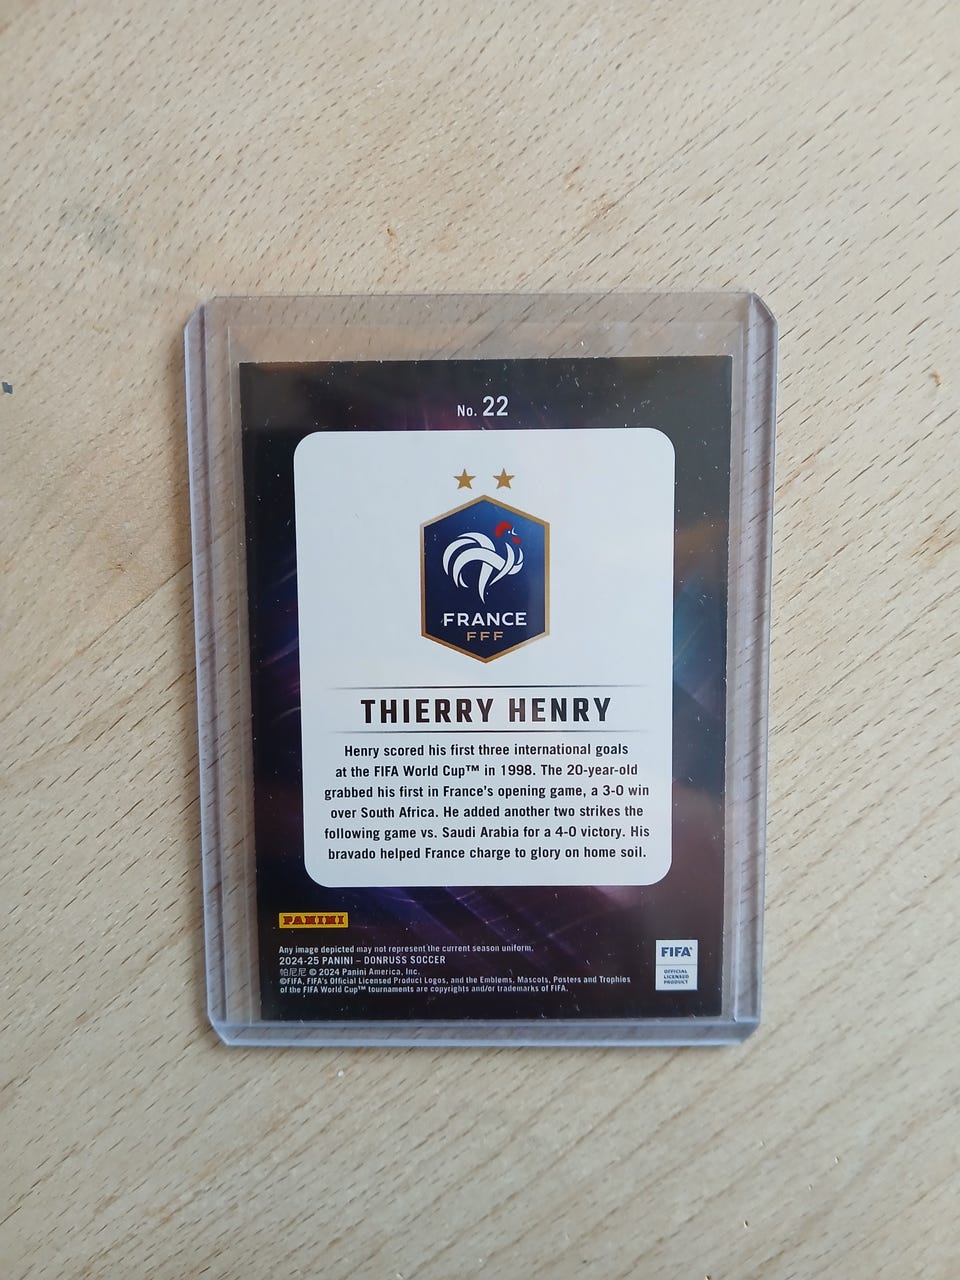 No. 22
FRANCE
FFF
THIERRY HENRY
Henry scored his first three international goals
at the FIFA World Cup™ in 1998. The 20-year-old
grabbed his first in France's opening game, a 3-0 win
over South Africa. He added another two strikes the
following game vs. Saudi Arabia for a 4-0 victory. His
bravado helped France charge to glory on home soil.
PANINI
Any image depicted may not represent the current season uniform.
2024-25 PANINI – DONRUSS SOCCER
帕尼尼 © 2024 Panini America, Inc.
©FIFA, FIFA's Official Licensed Product Logos, and the Emblems, Mascots, Posters and Trophies
of the FIFA World Cup™ tournaments are copyrights and/or trademarks of FIFA.
FIFA®
OFFICIAL
LICENSED
PRODUCT